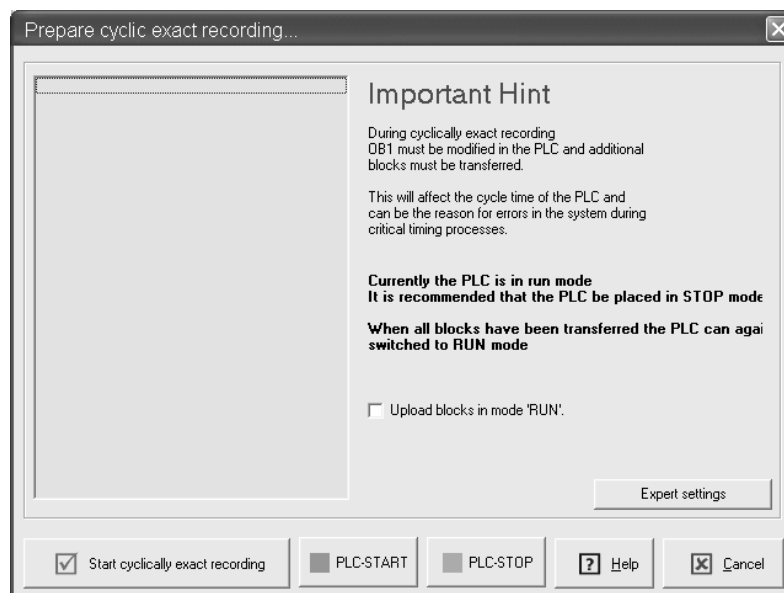 Prepare cyclic exact recording...
Important Hint
During cyclically exact recording
OB1 must be modified in the PLC and additional
blocks must be transferred.
This will affect the cycle time of the PLC and
can be the reason for errors in the system during
critical timing processes.
Currently the PLC is in run mode
It is recommended that the PLC be placed in STOP mode
When all blocks have been transferred the PLC can agai
switched to RUN mode
Upload blocks in mode 'RUN'.
Expert settings
Start cyclically exact recording
PLC-START
PLC-STOP
? Help
Cancel